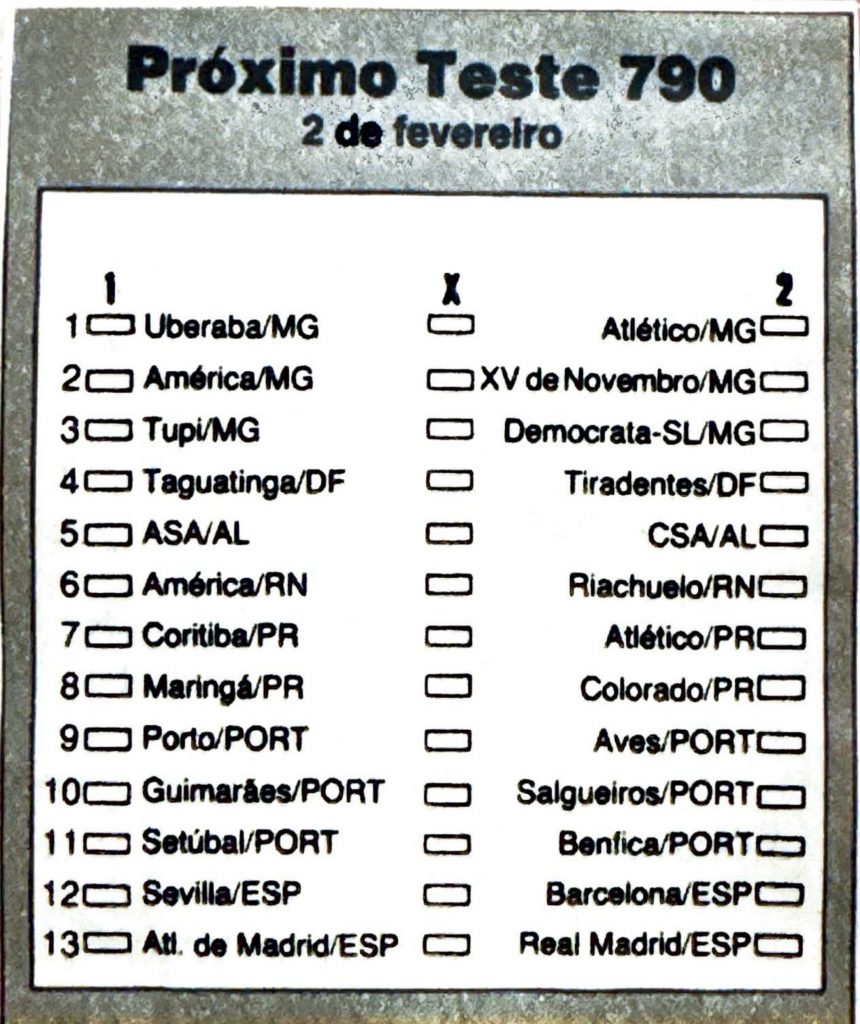 Próximo Teste 790
2 de fevereiro
1 X 2
1 Uberaba/MG Atlético/MG
2 América/MG XV de Novembro/MG
3 Tupi/MG Democrata-SL/MG
4 Taguatinga/DF Tiradentes/DF
5 ASA/AL CSA/AL
6 América/RN Riachuelo/RN
7 Coritiba/PR Atlético/PR
8 Maringá/PR Colorado/PR
9 Porto/PORT Aves/PORT
10 Guimarães/PORT Salgueiros/PORT
11 Setúbal/PORT Benfica/PORT
12 Sevilla/ESP Barcelona/ESP
13 Atl. de Madrid/ESP Real Madrid/ESP